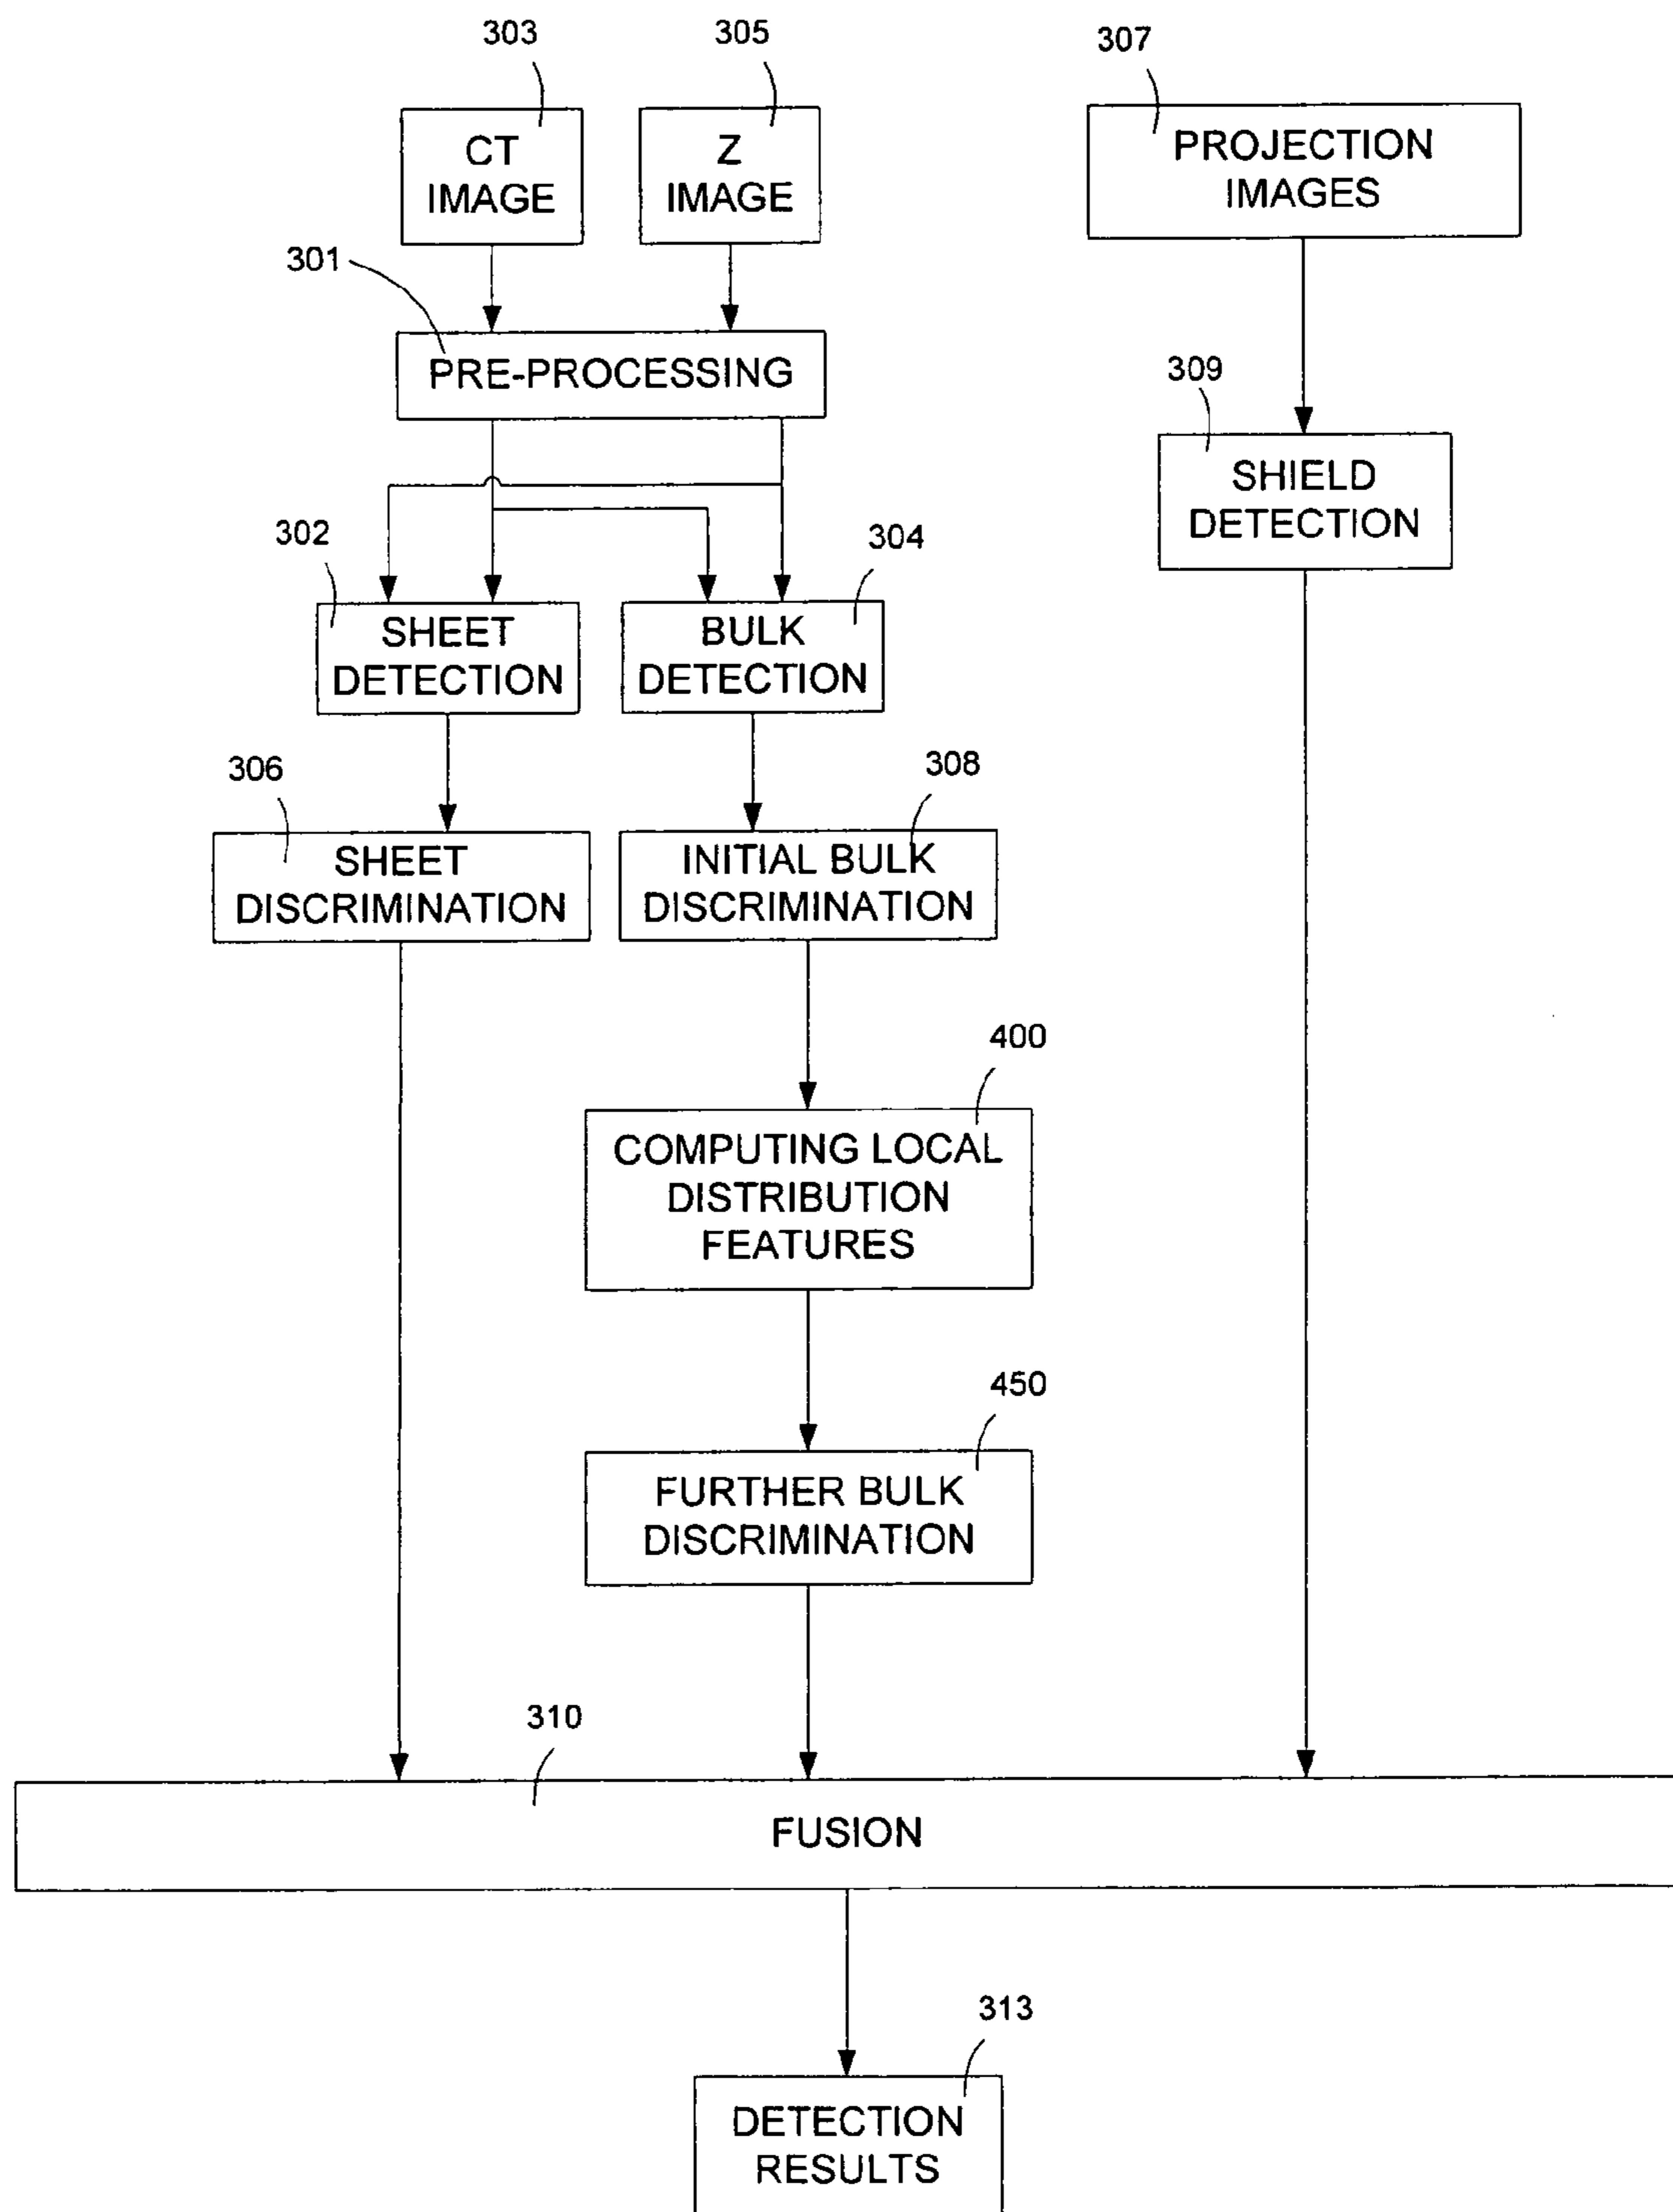 303
305
307
CT
IMAGE
Z
IMAGE
PROJECTION
IMAGES
301
PRE-PROCESSING
309
SHIELD
DETECTION
302
304
SHEET
DETECTION
BULK
DETECTION
306
308
SHEET
DISCRIMINATION
INITIAL BULK
DISCRIMINATION
400
COMPUTING LOCAL
DISTRIBUTION
FEATURES
450
FURTHER BULK
DISCRIMINATION
310
FUSION
313
DETECTION
RESULTS